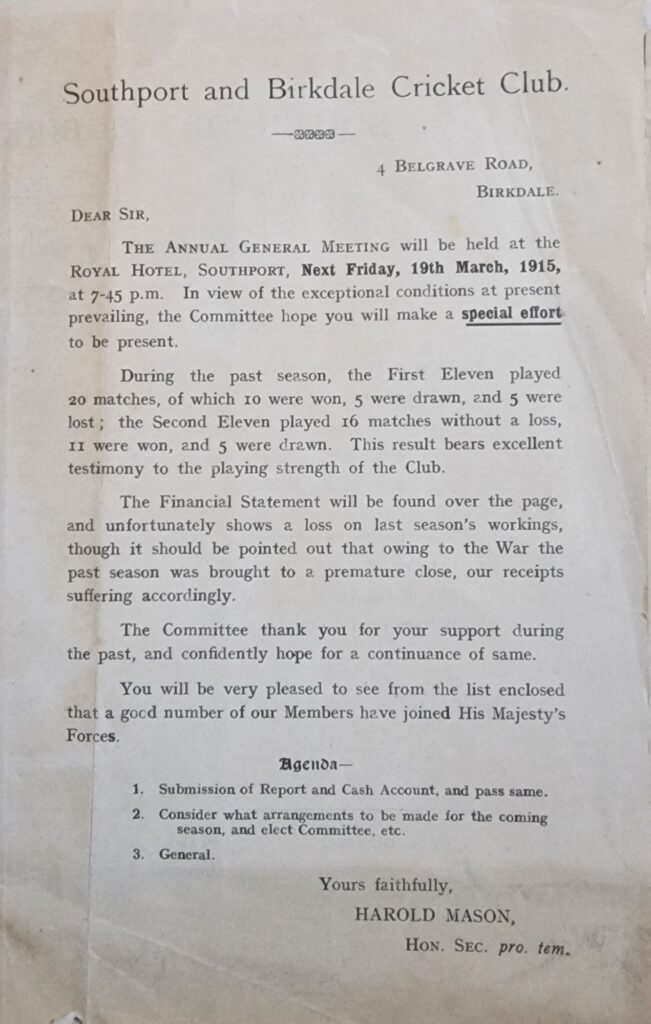 Southport and Birkdale Cricket Club.
4 Belgrave Road,
Birkdale.
Dear Sir,
The Annual General Meeting will be held at the
Royal Hotel, Southport, Next Friday, 19th March, 1915,
at 7-45 p.m. In view of the exceptional conditions at present
prevailing, the Committee hope you will make a special effort
to be present.
During the past season, the First Eleven played
20 matches, of which 10 were won, 5 were drawn, and 5 were
lost; the Second Eleven played 16 matches without a loss,
11 were won, and 5 were drawn. This result bears excellent
testimony to the playing strength of the Club.
The Financial Statement will be found over the page,
and unfortunately shows a loss on last season's workings,
though it should be pointed out that owing to the War the
past season was brought to a premature close, our receipts
suffering accordingly.
The Committee thank you for your support during
the past, and confidently hope for a continuance of same.
You will be very pleased to see from the list enclosed
that a good number of our Members have joined His Majesty's
Forces.
Agenda—
1. Submission of Report and Cash Account, and pass same.
2. Consider what arrangements to be made for the coming
season, and elect Committee, etc.
3. General.
Yours faithfully,
HAROLD MASON,
Hon. Sec. pro. tem.